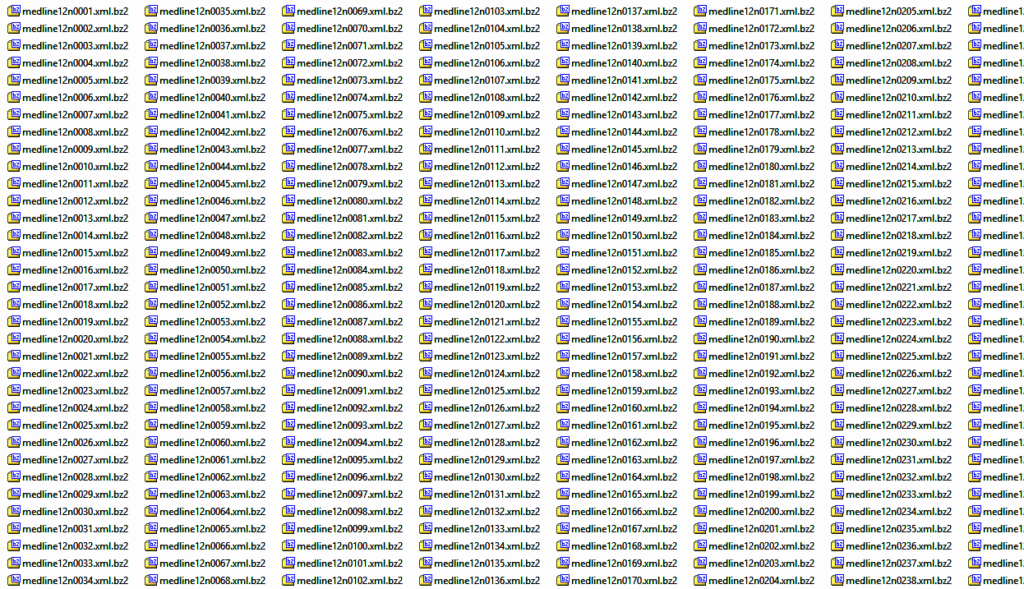 medline12n0001.xml.bz2 medline12n0035.xml.bz2 medline12n0069.xml.bz2 medline12n0103.xml.bz2 medline12n0137.xml.bz2 medline12n0171.xml.bz2 medline12n0205.xml.bz2 medline1
medline12n0002.xml.bz2 medline12n0036.xml.bz2 medline12n0070.xml.bz2 medline12n0104.xml.bz2 medline12n0138.xml.bz2 medline12n0172.xml.bz2 medline12n0206.xml.bz2 medline1
medline12n0003.xml.bz2 medline12n0037.xml.bz2 medline12n0071.xml.bz2 medline12n0105.xml.bz2 medline12n0139.xml.bz2 medline12n0173.xml.bz2 medline12n0207.xml.bz2 medline1
medline12n0004.xml.bz2 medline12n0038.xml.bz2 medline12n0072.xml.bz2 medline12n0106.xml.bz2 medline12n0140.xml.bz2 medline12n0174.xml.bz2 medline12n0208.xml.bz2 medline1
medline12n0005.xml.bz2 medline12n0039.xml.bz2 medline12n0073.xml.bz2 medline12n0107.xml.bz2 medline12n0141.xml.bz2 medline12n0175.xml.bz2 medline12n0209.xml.bz2 medline1
medline12n0006.xml.bz2 medline12n0040.xml.bz2 medline12n0074.xml.bz2 medline12n0108.xml.bz2 medline12n0142.xml.bz2 medline12n0176.xml.bz2 medline12n0210.xml.bz2 medline1
medline12n0007.xml.bz2 medline12n0041.xml.bz2 medline12n0075.xml.bz2 medline12n0109.xml.bz2 medline12n0143.xml.bz2 medline12n0177.xml.bz2 medline12n0211.xml.bz2 medline1
medline12n0008.xml.bz2 medline12n0042.xml.bz2 medline12n0076.xml.bz2 medline12n0110.xml.bz2 medline12n0144.xml.bz2 medline12n0178.xml.bz2 medline12n0212.xml.bz2 medline1
medline12n0009.xml.bz2 medline12n0043.xml.bz2 medline12n0077.xml.bz2 medline12n0111.xml.bz2 medline12n0145.xml.bz2 medline12n0179.xml.bz2 medline12n0213.xml.bz2 medline1
medline12n0010.xml.bz2 medline12n0044.xml.bz2 medline12n0078.xml.bz2 medline12n0112.xml.bz2 medline12n0146.xml.bz2 medline12n0180.xml.bz2 medline12n0214.xml.bz2 medline1
medline12n0011.xml.bz2 medline12n0045.xml.bz2 medline12n0079.xml.bz2 medline12n0113.xml.bz2 medline12n0147.xml.bz2 medline12n0181.xml.bz2 medline12n0215.xml.bz2 medline1
medline12n0012.xml.bz2 medline12n0046.xml.bz2 medline12n0080.xml.bz2 medline12n0114.xml.bz2 medline12n0148.xml.bz2 medline12n0182.xml.bz2 medline12n0216.xml.bz2 medline1
medline12n0013.xml.bz2 medline12n0047.xml.bz2 medline12n0081.xml.bz2 medline12n0115.xml.bz2 medline12n0149.xml.bz2 medline12n0183.xml.bz2 medline12n0217.xml.bz2 medline1
medline12n0014.xml.bz2 medline12n0048.xml.bz2 medline12n0082.xml.bz2 medline12n0116.xml.bz2 medline12n0150.xml.bz2 medline12n0184.xml.bz2 medline12n0218.xml.bz2 medline1
medline12n0015.xml.bz2 medline12n0049.xml.bz2 medline12n0083.xml.bz2 medline12n0117.xml.bz2 medline12n0151.xml.bz2 medline12n0185.xml.bz2 medline12n0219.xml.bz2 medline1
medline12n0016.xml.bz2 medline12n0050.xml.bz2 medline12n0084.xml.bz2 medline12n0118.xml.bz2 medline12n0152.xml.bz2 medline12n0186.xml.bz2 medline12n0220.xml.bz2 medline1
medline12n0017.xml.bz2 medline12n0051.xml.bz2 medline12n0085.xml.bz2 medline12n0119.xml.bz2 medline12n0153.xml.bz2 medline12n0187.xml.bz2 medline12n0221.xml.bz2 medline1
medline12n0018.xml.bz2 medline12n0052.xml.bz2 medline12n0086.xml.bz2 medline12n0120.xml.bz2 medline12n0154.xml.bz2 medline12n0188.xml.bz2 medline12n0222.xml.bz2 medline1
medline12n0019.xml.bz2 medline12n0053.xml.bz2 medline12n0087.xml.bz2 medline12n0121.xml.bz2 medline12n0155.xml.bz2 medline12n0189.xml.bz2 medline12n0223.xml.bz2 medline1
medline12n0020.xml.bz2 medline12n0054.xml.bz2 medline12n0088.xml.bz2 medline12n0122.xml.bz2 medline12n0156.xml.bz2 medline12n0190.xml.bz2 medline12n0224.xml.bz2 medline1
medline12n0021.xml.bz2 medline12n0055.xml.bz2 medline12n0089.xml.bz2 medline12n0123.xml.bz2 medline12n0157.xml.bz2 medline12n0191.xml.bz2 medline12n0225.xml.bz2 medline1
medline12n0022.xml.bz2 medline12n0056.xml.bz2 medline12n0090.xml.bz2 medline12n0124.xml.bz2 medline12n0158.xml.bz2 medline12n0192.xml.bz2 medline12n0226.xml.bz2 medline1
medline12n0023.xml.bz2 medline12n0057.xml.bz2 medline12n0091.xml.bz2 medline12n0125.xml.bz2 medline12n0159.xml.bz2 medline12n0193.xml.bz2 medline12n0227.xml.bz2 medline1
medline12n0024.xml.bz2 medline12n0058.xml.bz2 medline12n0092.xml.bz2 medline12n0126.xml.bz2 medline12n0160.xml.bz2 medline12n0194.xml.bz2 medline12n0228.xml.bz2 medline1
medline12n0025.xml.bz2 medline12n0059.xml.bz2 medline12n0093.xml.bz2 medline12n0127.xml.bz2 medline12n0161.xml.bz2 medline12n0195.xml.bz2 medline12n0229.xml.bz2 medline1
medline12n0026.xml.bz2 medline12n0060.xml.bz2 medline12n0094.xml.bz2 medline12n0128.xml.bz2 medline12n0162.xml.bz2 medline12n0196.xml.bz2 medline12n0230.xml.bz2 medline1
medline12n0027.xml.bz2 medline12n0061.xml.bz2 medline12n0095.xml.bz2 medline12n0129.xml.bz2 medline12n0163.xml.bz2 medline12n0197.xml.bz2 medline12n0231.xml.bz2 medline1
medline12n0028.xml.bz2 medline12n0062.xml.bz2 medline12n0096.xml.bz2 medline12n0130.xml.bz2 medline12n0164.xml.bz2 medline12n0198.xml.bz2 medline12n0232.xml.bz2 medline1
medline12n0029.xml.bz2 medline12n0063.xml.bz2 medline12n0097.xml.bz2 medline12n0131.xml.bz2 medline12n0165.xml.bz2 medline12n0199.xml.bz2 medline12n0233.xml.bz2 medline1
medline12n0030.xml.bz2 medline12n0064.xml.bz2 medline12n0098.xml.bz2 medline12n0132.xml.bz2 medline12n0166.xml.bz2 medline12n0200.xml.bz2 medline12n0234.xml.bz2 medline1
medline12n0031.xml.bz2 medline12n0065.xml.bz2 medline12n0099.xml.bz2 medline12n0133.xml.bz2 medline12n0167.xml.bz2 medline12n0201.xml.bz2 medline12n0235.xml.bz2 medline1
medline12n0032.xml.bz2 medline12n0066.xml.bz2 medline12n0100.xml.bz2 medline12n0134.xml.bz2 medline12n0168.xml.bz2 medline12n0202.xml.bz2 medline12n0236.xml.bz2 medline1
medline12n0033.xml.bz2 medline12n0067.xml.bz2 medline12n0101.xml.bz2 medline12n0135.xml.bz2 medline12n0169.xml.bz2 medline12n0203.xml.bz2 medline12n0237.xml.bz2 medline1
medline12n0034.xml.bz2 medline12n0068.xml.bz2 medline12n0102.xml.bz2 medline12n0136.xml.bz2 medline12n0170.xml.bz2 medline12n0204.xml.bz2 medline12n0238.xml.bz2 medline1